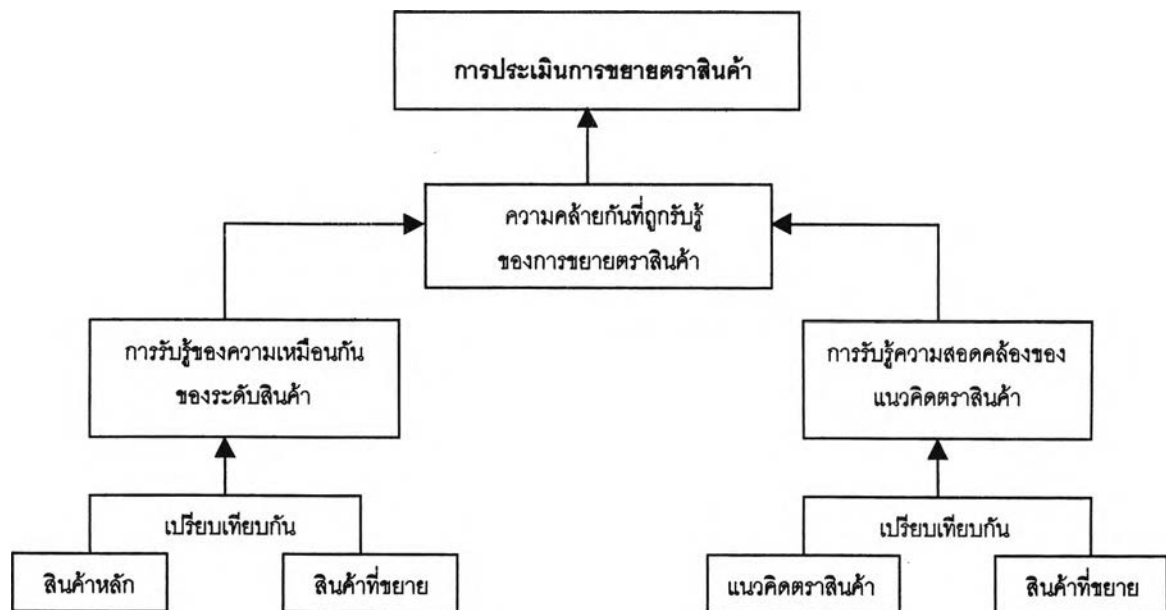 การประเมินการขยายตราสินค้า
ความคล้ายกันที่ถูกรับรู้
ของการขยายตราสินค้า
การรับรู้ของความเหมือนกัน
ของระดับสินค้า
การรับรู้ความสอดคล้องของ
แนวคิดตราสินค้า
เปรียบเทียบกัน
เปรียบเทียบกัน
สินค้าหลัก
สินค้าที่ขยาย
แนวคิดตราสินค้า
สินค้าที่ขยาย